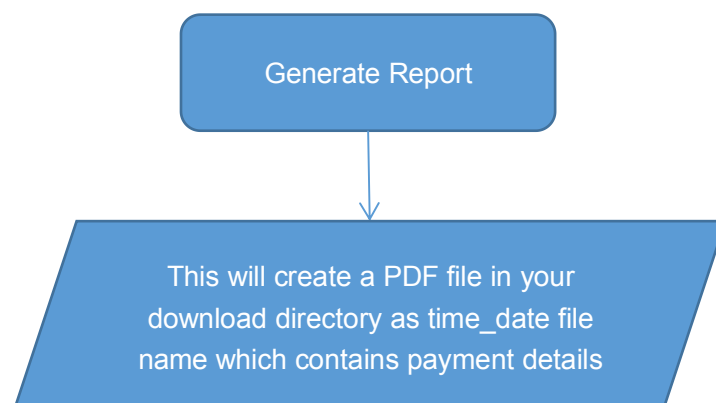 Generate Report
This will create a PDF file in your
download directory as time_date file
name which contains payment details